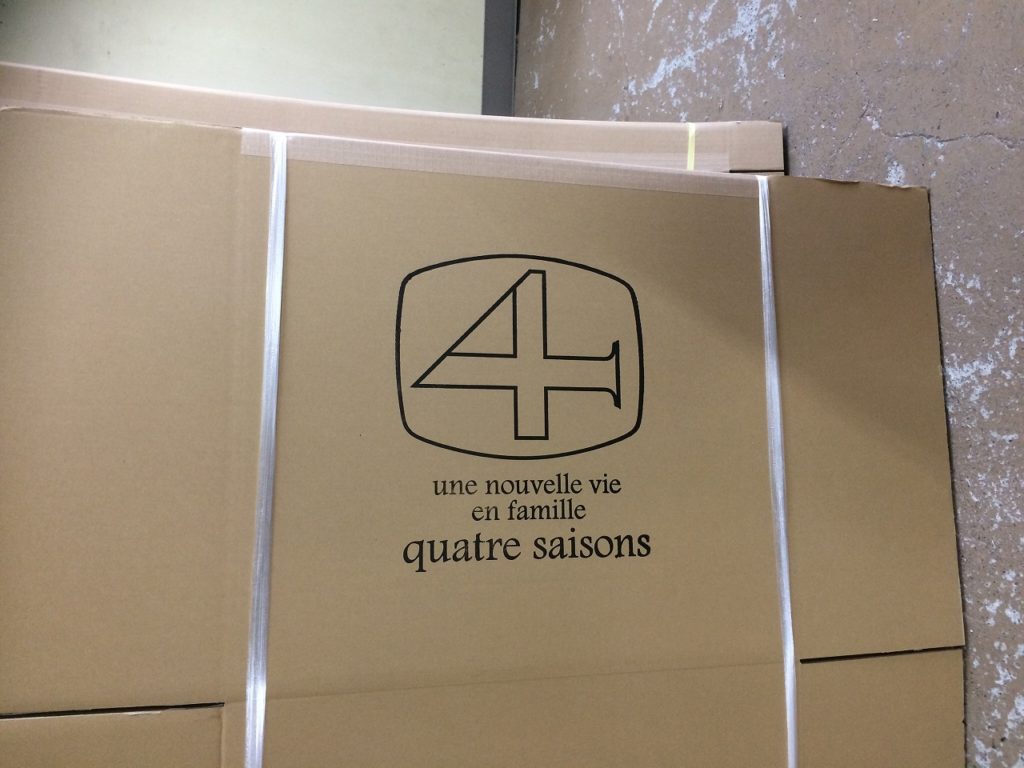 4
une nouvelle vie
en famille
quatre saisons